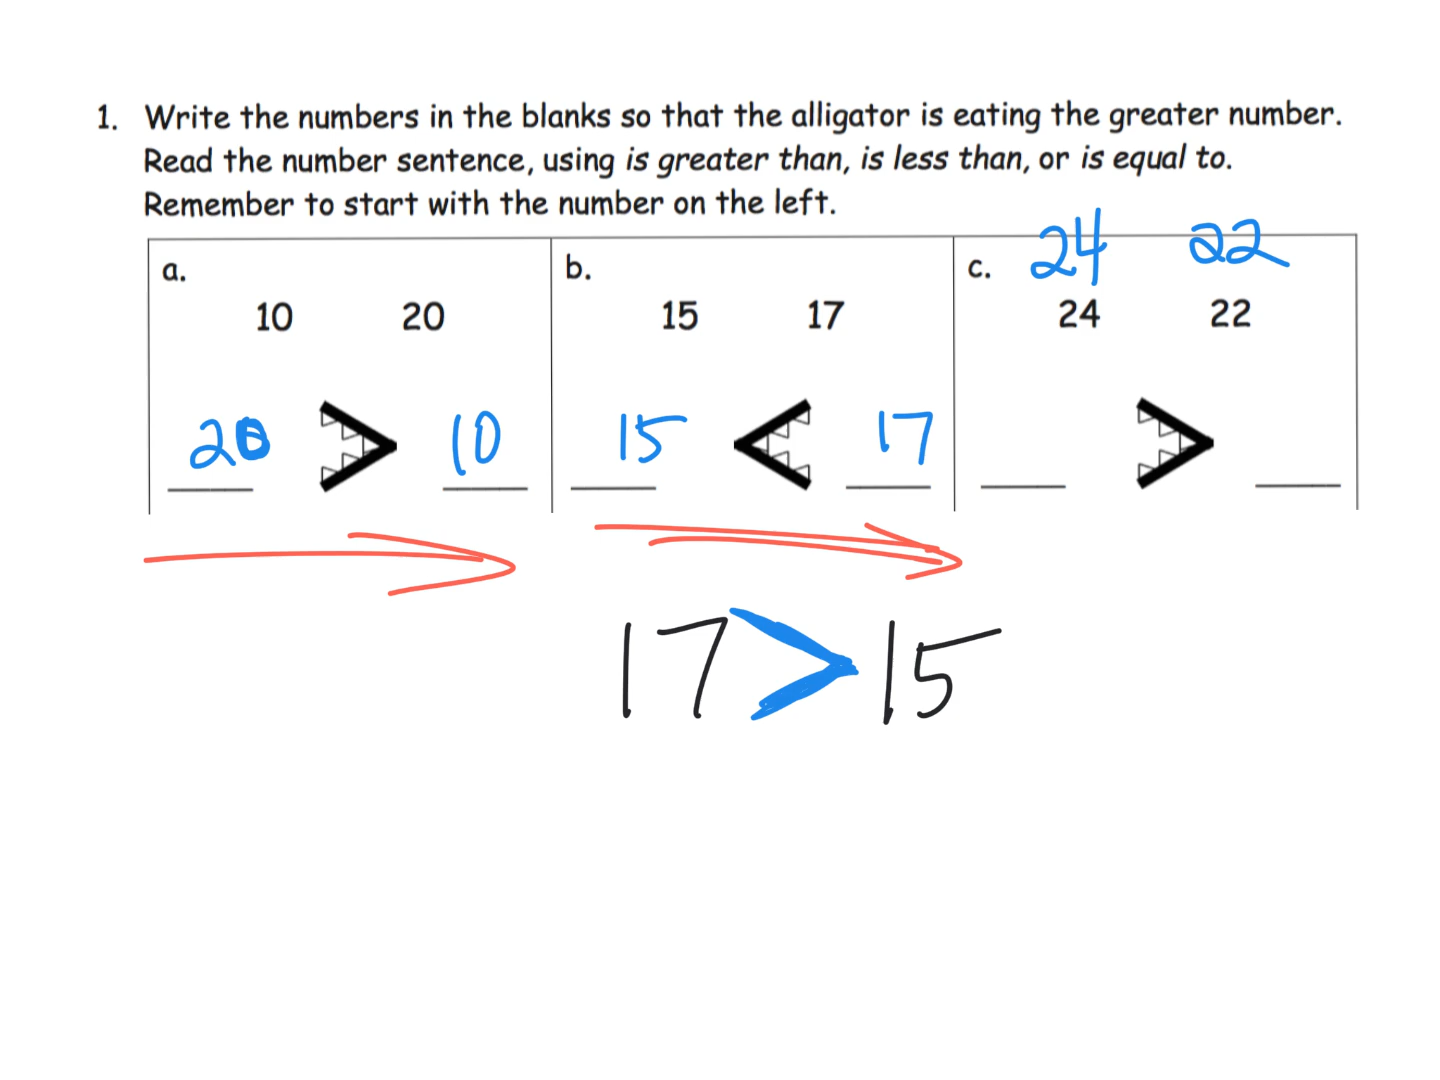 1. Write the numbers in the blanks so that the alligator is eating the greater number.
Read the number sentence, using is greater than, is less than, or is equal to.
Remember to start with the number on the left.
a.
10 20
20 > 10
b.
15 17
15 < 17
c. 24 22
24 22
>
17 > 15